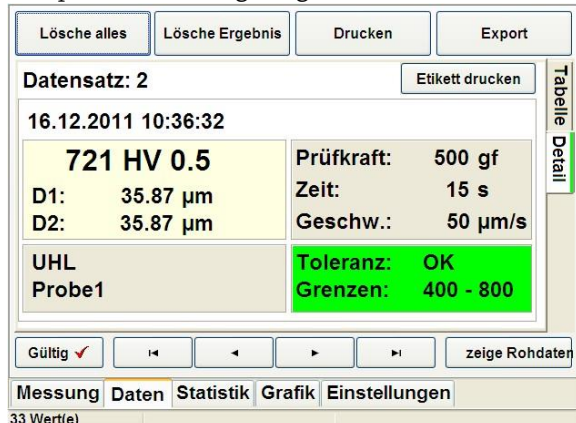 Lösche alles Lösche Ergebnis Drucken Export
Datensatz: 2 Etikett drucken
Tabelle
Detail
16.12.2011 10:36:32
721 HV 0.5
D1: 35.87 µm
D2: 35.87 µm
Prüfkraft: 500 gf
Zeit: 15 s
Geschw.: 50 µm/s
UHL
Probe1
Toleranz: OK
Grenzen: 400 - 800
Gültig zeige Rohdaten
Messung Daten Statistik Grafik Einstellungen
33 Wert(e)